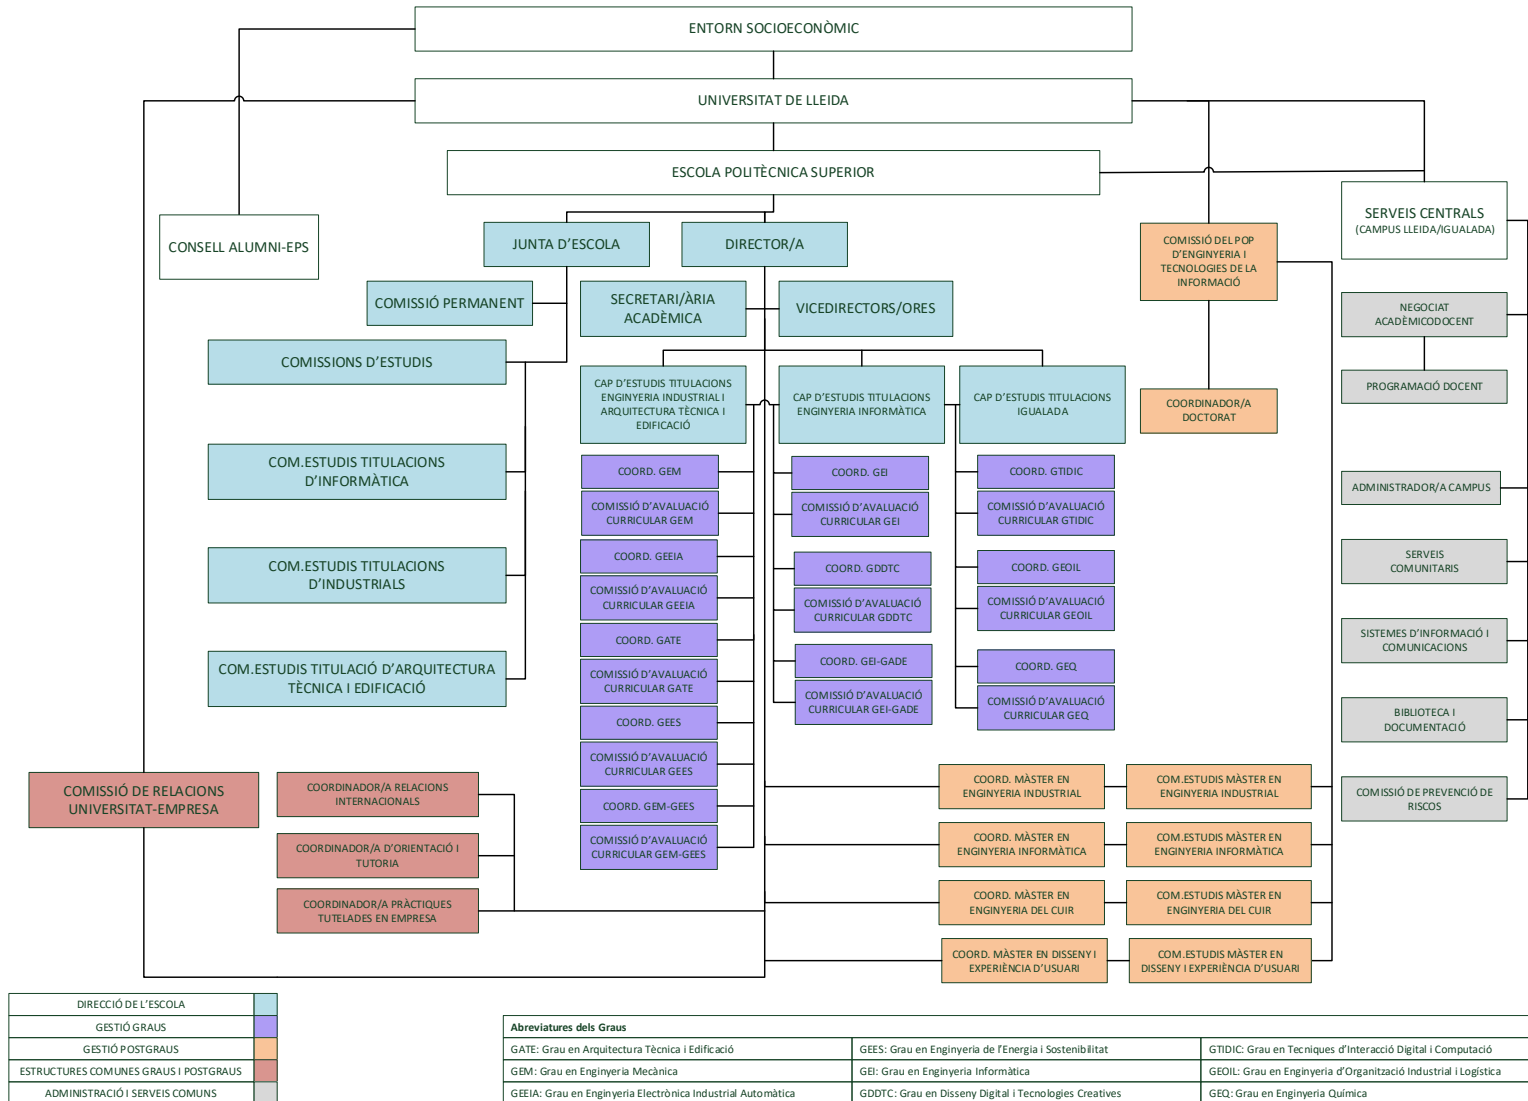 ENTORN SOCIOECONÒMIC
UNIVERSITAT DE LLEIDA
ESCOLA POLITÈCNICA SUPERIOR
CONSELL ALUMNI-EPS
JUNTA D'ESCOLA
DIRECTOR/A
COMISSIÓ DEL POP
D'ENGINYERIA I
TECNOLOGIES DE LA
INFORMACIÓ
SERVEIS CENTRALS
(CAMPUS LLEIDA/IGUALADA)
COMISSIÓ PERMANENT
SECRETARI/ÀRIA
ACADÈMICA
VICEDIRECTORS/ORES
NEGOCIAT
ACADÈMICODOCENT
COMISSIONS D'ESTUDIS
CAP D'ESTUDIS TITULACIONS
ENGINYERIA INDUSTRIAL I
ARQUITECTURA TÈCNICA I
EDIFICACIÓ
CAP D'ESTUDIS TITULACIONS
ENGINYERIA INFORMÀTICA
CAP D'ESTUDIS TITULACIONS
IGUALADA
COORDINADOR/A
DOCTORAT
PROGRAMACIÓ DOCENT
COM.ESTUDIS TITULACIONS
D'INFORMÀTICA
COM.ESTUDIS TITULACIONS
D'INDUSTRIALS
COM.ESTUDIS TITULACIÓ D'ARQUITECTURA
TÈCNICA I EDIFICACIÓ
COORD. GEM
COMISSIÓ D'AVALUACIÓ
CURRICULAR GEM
COORD. GEEIA
COMISSIÓ D'AVALUACIÓ
CURRICULAR GEEIA
COORD. GATE
COMISSIÓ D'AVALUACIÓ
CURRICULAR GATE
COORD. GEES
COMISSIÓ D'AVALUACIÓ
CURRICULAR GEES
COORD. GEM-GEES
COMISSIÓ D'AVALUACIÓ
CURRICULAR GEM-GEES
COORD. GEI
COMISSIÓ D'AVALUACIÓ
CURRICULAR GEI
COORD. GDDTC
COMISSIÓ D'AVALUACIÓ
CURRICULAR GDDTC
COORD. GEI-GADE
COMISSIÓ D'AVALUACIÓ
CURRICULAR GEI-GADE
COORD. GTIDIC
COMISSIÓ D'AVALUACIÓ
CURRICULAR GTIDIC
COORD. GEOIL
COMISSIÓ D'AVALUACIÓ
CURRICULAR GEOIL
COORD. GEQ
COMISSIÓ D'AVALUACIÓ
CURRICULAR GEQ
ADMINISTRADOR/A CAMPUS
SERVEIS
COMUNITARIS
SISTEMES D'INFORMACIÓ I
COMUNICACIONS
BIBLIOTECA I
DOCUMENTACIÓ
COMISSIÓ DE PREVENCIÓ DE
RISCOS
COMISSIÓ DE RELACIONS
UNIVERSITAT-EMPRESA
COORDINADOR/A RELACIONS
INTERNACIONALS
COORDINADOR/A D'ORIENTACIÓ I
TUTORIA
COORDINADOR/A PRÀCTIQUES
TUTELADES EN EMPRESA
COORD. MÀSTER EN
ENGINYERIA INDUSTRIAL
COM.ESTUDIS MÀSTER EN
ENGINYERIA INDUSTRIAL
COORD. MÀSTER EN
ENGINYERIA INFORMÀTICA
COM.ESTUDIS MÀSTER EN
ENGINYERIA INFORMÀTICA
COORD. MÀSTER EN
ENGINYERIA DEL CUIR
COM.ESTUDIS MÀSTER EN
ENGINYERIA DEL CUIR
COORD. MÀSTER EN DISSENY I
EXPERIÈNCIA D'USUARI
COM.ESTUDIS MÀSTER EN
DISSENY I EXPERIÈNCIA D'USUARI
DIRECCIÓ DE L'ESCOLA
GESTIÓ GRAUS
GESTIÓ POSTGRAUS
ESTRUCTURES COMUNES GRAUS I POSTGRAUS
ADMINISTRACIÓ I SERVEIS COMUNS
Abreviatures dels Graus
GATE: Grau en Arquitectura Tècnica i Edificació
GEES: Grau en Enginyeria de l'Energia i Sostenibilitat
GTIDIC: Grau en Tecniques d'Interacció Digital i Computació
GEM: Grau en Enginyeria Mecànica
GEI: Grau en Enginyeria Informàtica
GEOIL: Grau en Enginyeria d'Organització Industrial i Logística
GEEIA: Grau en Enginyeria Electrònica Industrial Automàtica
GDDTC: Grau en Disseny Digital i Tecnologies Creatives
GEQ: Grau en Enginyeria Química